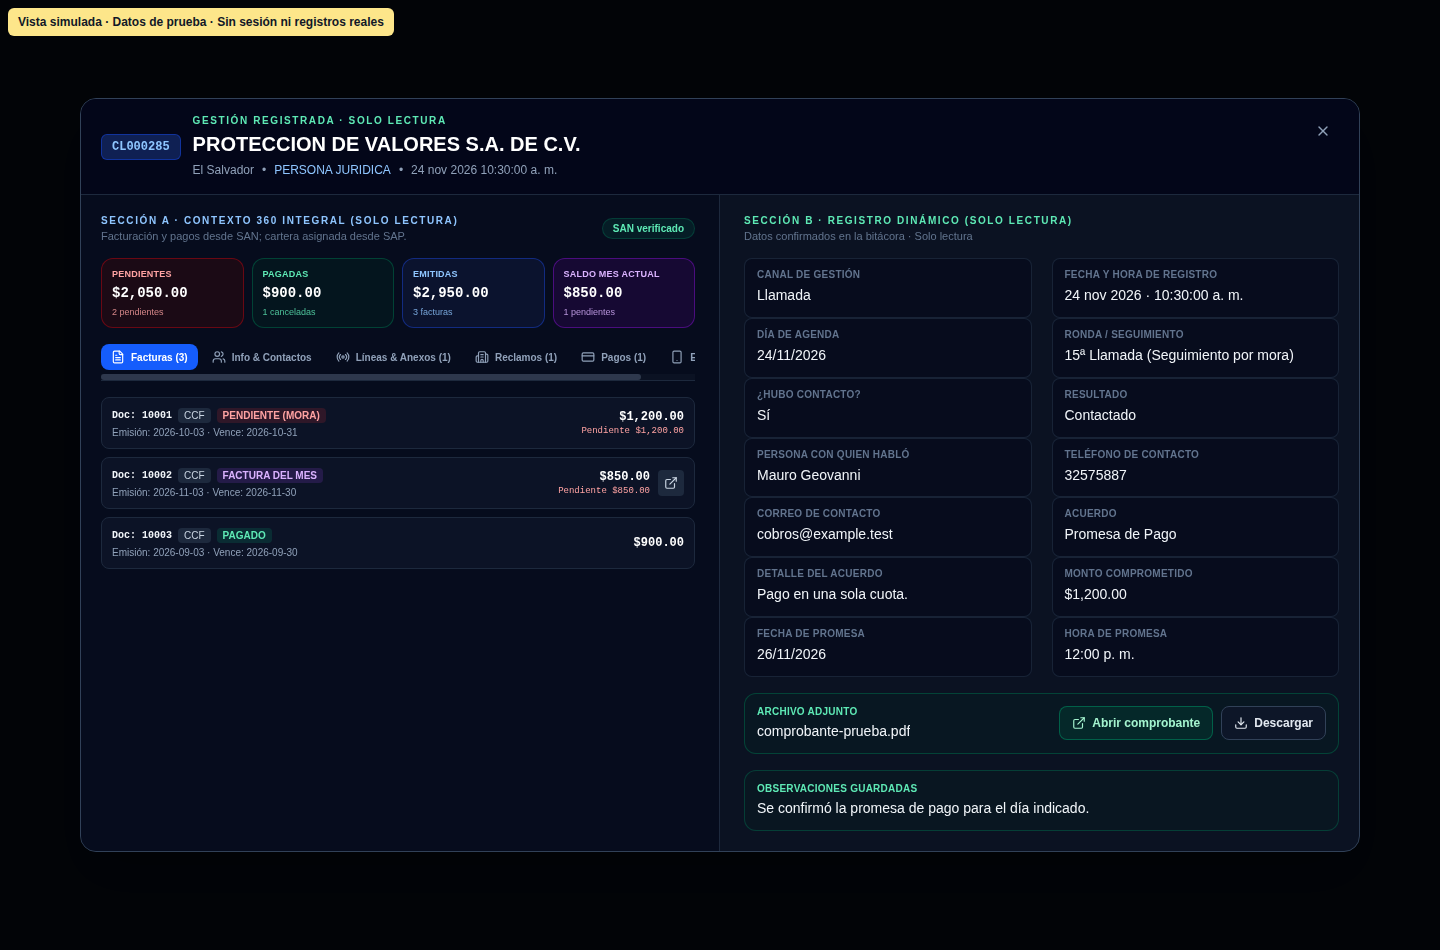 Vista simulada · Datos de prueba · Sin sesión ni registros reales
GESTIÓN REGISTRADA · SOLO LECTURA
CL000285
PROTECCION DE VALORES S.A. DE C.V.
El Salvador • PERSONA JURIDICA • 24 nov 2026 10:30:00 a. m.
SECCIÓN A · CONTEXTO 360 INTEGRAL (SOLO LECTURA)
Facturación y pagos desde SAN; cartera asignada desde SAP.
SAN verificado
PENDIENTES
$2,050.00
2 pendientes
PAGADAS
$900.00
1 canceladas
EMITIDAS
$2,950.00
3 facturas
SALDO MES ACTUAL
$850.00
1 pendientes
Facturas (3)
Info & Contactos
Líneas & Anexos (1)
Reclamos (1)
Pagos (1)
E
Doc: 10001 CCF PENDIENTE (MORA)
Emisión: 2026-10-03 · Vence: 2026-10-31
$1,200.00
Pendiente $1,200.00
Doc: 10002 CCF FACTURA DEL MES
Emisión: 2026-11-03 · Vence: 2026-11-30
$850.00
Pendiente $850.00
Doc: 10003 CCF PAGADO
Emisión: 2026-09-03 · Vence: 2026-09-30
$900.00
SECCIÓN B · REGISTRO DINÁMICO (SOLO LECTURA)
Datos confirmados en la bitácora · Solo lectura
CANAL DE GESTIÓN
Llamada
FECHA Y HORA DE REGISTRO
24 nov 2026 · 10:30:00 a. m.
DÍA DE AGENDA
24/11/2026
RONDA / SEGUIMIENTO
15ª Llamada (Seguimiento por mora)
¿HUBO CONTACTO?
Sí
RESULTADO
Contactado
PERSONA CON QUIEN HABLÓ
Mauro Geovanni
TELÉFONO DE CONTACTO
32575887
CORREO DE CONTACTO
cobros@example.test
ACUERDO
Promesa de Pago
DETALLE DEL ACUERDO
Pago en una sola cuota.
MONTO COMPROMETIDO
$1,200.00
FECHA DE PROMESA
26/11/2026
HORA DE PROMESA
12:00 p. m.
ARCHIVO ADJUNTO
comprobante-prueba.pdf
Abrir comprobante
Descargar
OBSERVACIONES GUARDADAS
Se confirmó la promesa de pago para el día indicado.